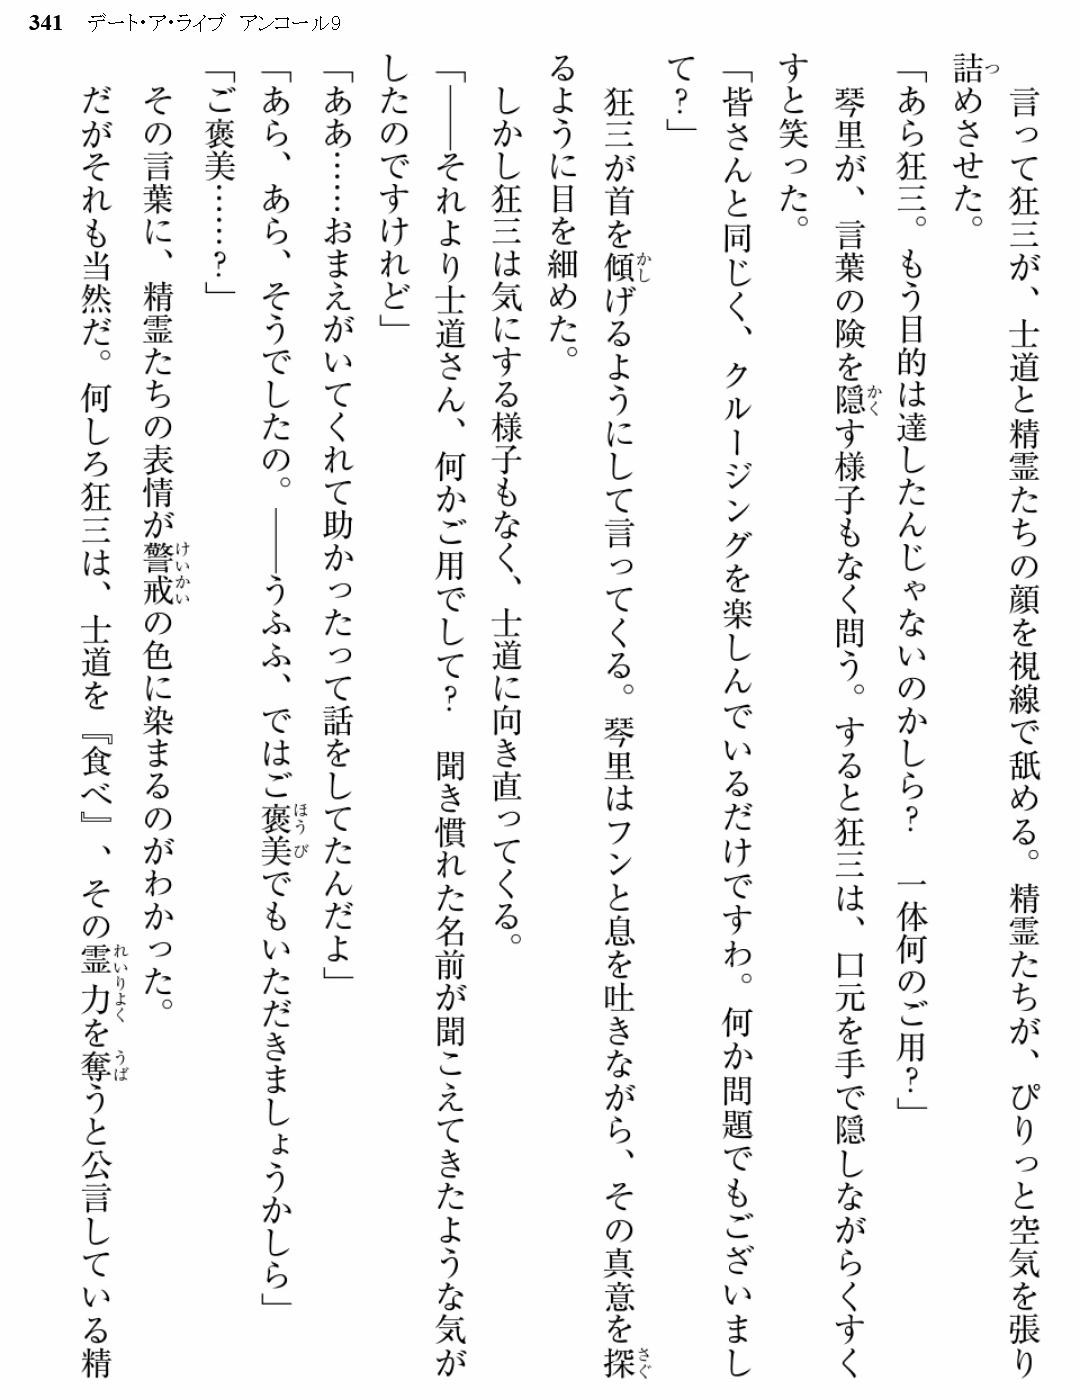 341 デート・ア・ライブ アンコール9
言って狂三が、士道と精霊たちの顔を視線で舐める。精霊たちが、ぴりっと空気を張り
詰めさせた。
「あら狂三。もう目的は達したんじゃないのかしら？ 一体何のご用？」
琴里が、言葉の険を隠す様子もなく問う。すると狂三は、口元を手で隠しながらくすく
すと笑った。
「皆さんと同じく、クルージングを楽しんでいるだけですわ。何か問題でもございまし
て？」
狂三が首を傾げるようにして言ってくる。琴里はフンと息を吐きながら、その真意を探
るように目を細めた。
しかし狂三は気にする様子もなく、士道に向き直ってくる。
「――それより士道さん、何かご用でして？ 聞き慣れた名前が聞こえてきたような気が
したのですけれど」
「ああ……おまえがいてくれて助かったって話をしてたんだよ」
「あら、あら、そうでしたの。――うふふ、ではご褒美でもいただきましょうかしら」
「ご褒美……？」
その言葉に、精霊たちの表情が警戒の色に染まるのがわかった。
だがそれも当然だ。何しろ狂三は、士道を『食べ』、その霊力を奪うと公言している精